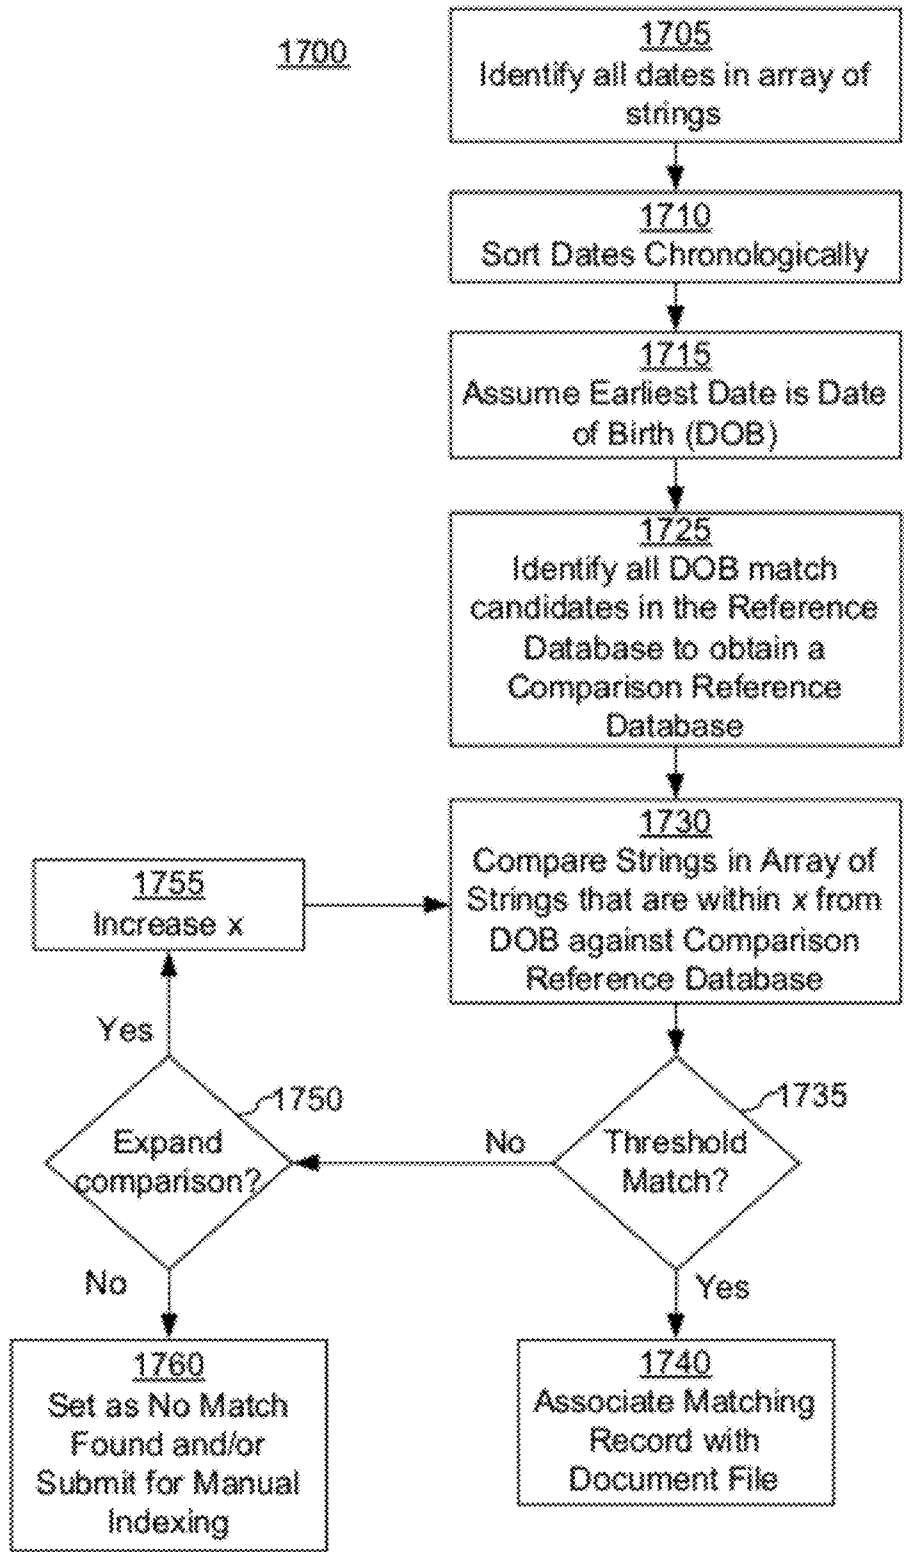 1700
1705
Identify all dates in array of
strings
1710
Sort Dates Chronologically
1715
Assume Earliest Date is Date
of Birth (DOB)
1725
Identify all DOB match
candidates in the Reference
Database to obtain a
Comparison Reference
Database
1730
Compare Strings in Array of
Strings that are within x from
DOB against Comparison
Reference Database
1755
Increase x
Yes
1750
Expand
comparison?
No
1735
Threshold
Match?
No
Yes
1760
Set as No Match
Found and/or
Submit for Manual
Indexing
1740
Associate Matching
Record with
Document File